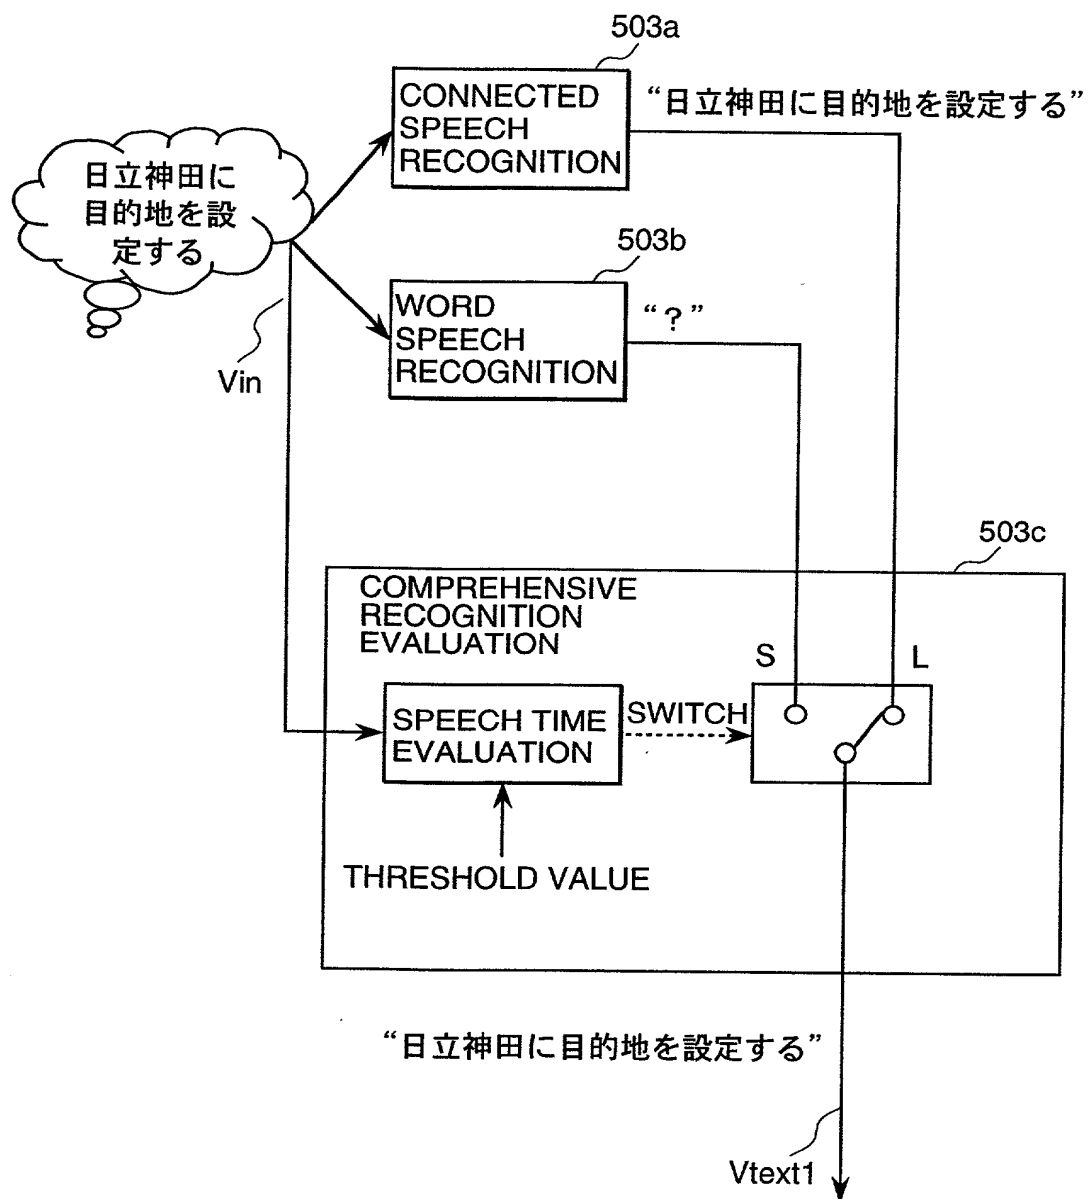 503a
CONNECTED
SPEECH
RECOGNITION
“日立神田に目的地を設定する”
日立神田に
目的地を設
定する
503b
WORD
SPEECH
RECOGNITION
“？”
Vin
503c
COMPREHENSIVE
RECOGNITION
EVALUATION
S
L
SPEECH TIME
EVALUATION
SWITCH
THRESHOLD VALUE
“日立神田に目的地を設定する”
Vtext1